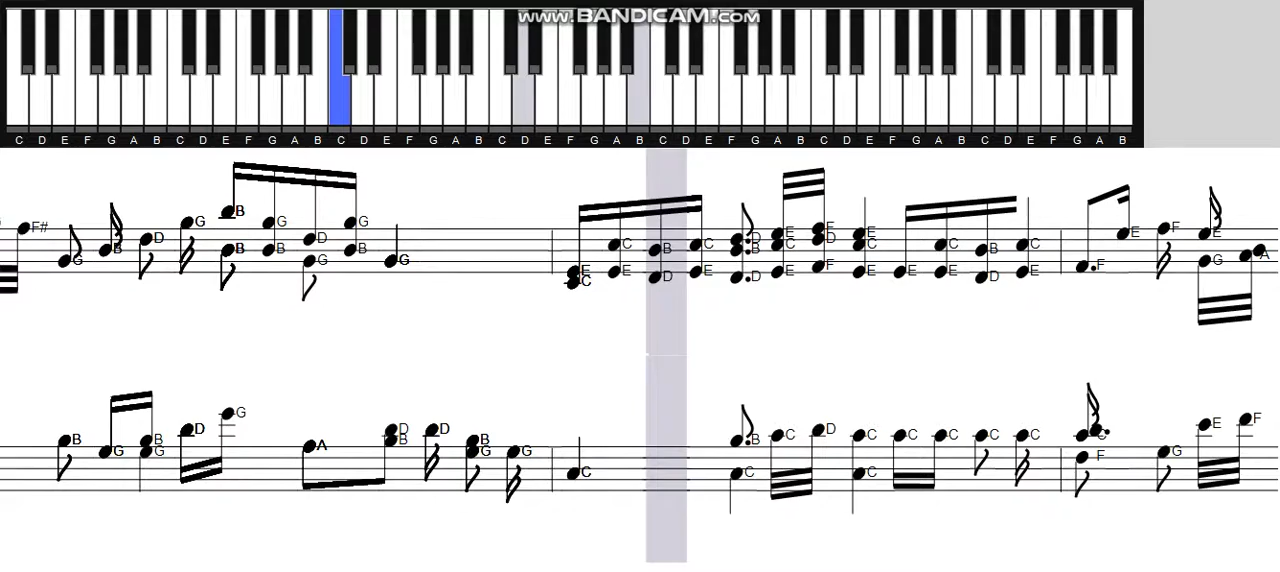 www.BANDICAM.com
C D E F G A B C D E F G A B C D E F G A B C D E F G A B C D E F G A B C D E F G A B C D E F G A B
B
F# G D G G C B C D E F E C B C E F E
B D B B E E D E B D E C E E D E F G A
G G C D F
G
B B D G D D B C D C C C C C C E F
G G A B G G C C C F G